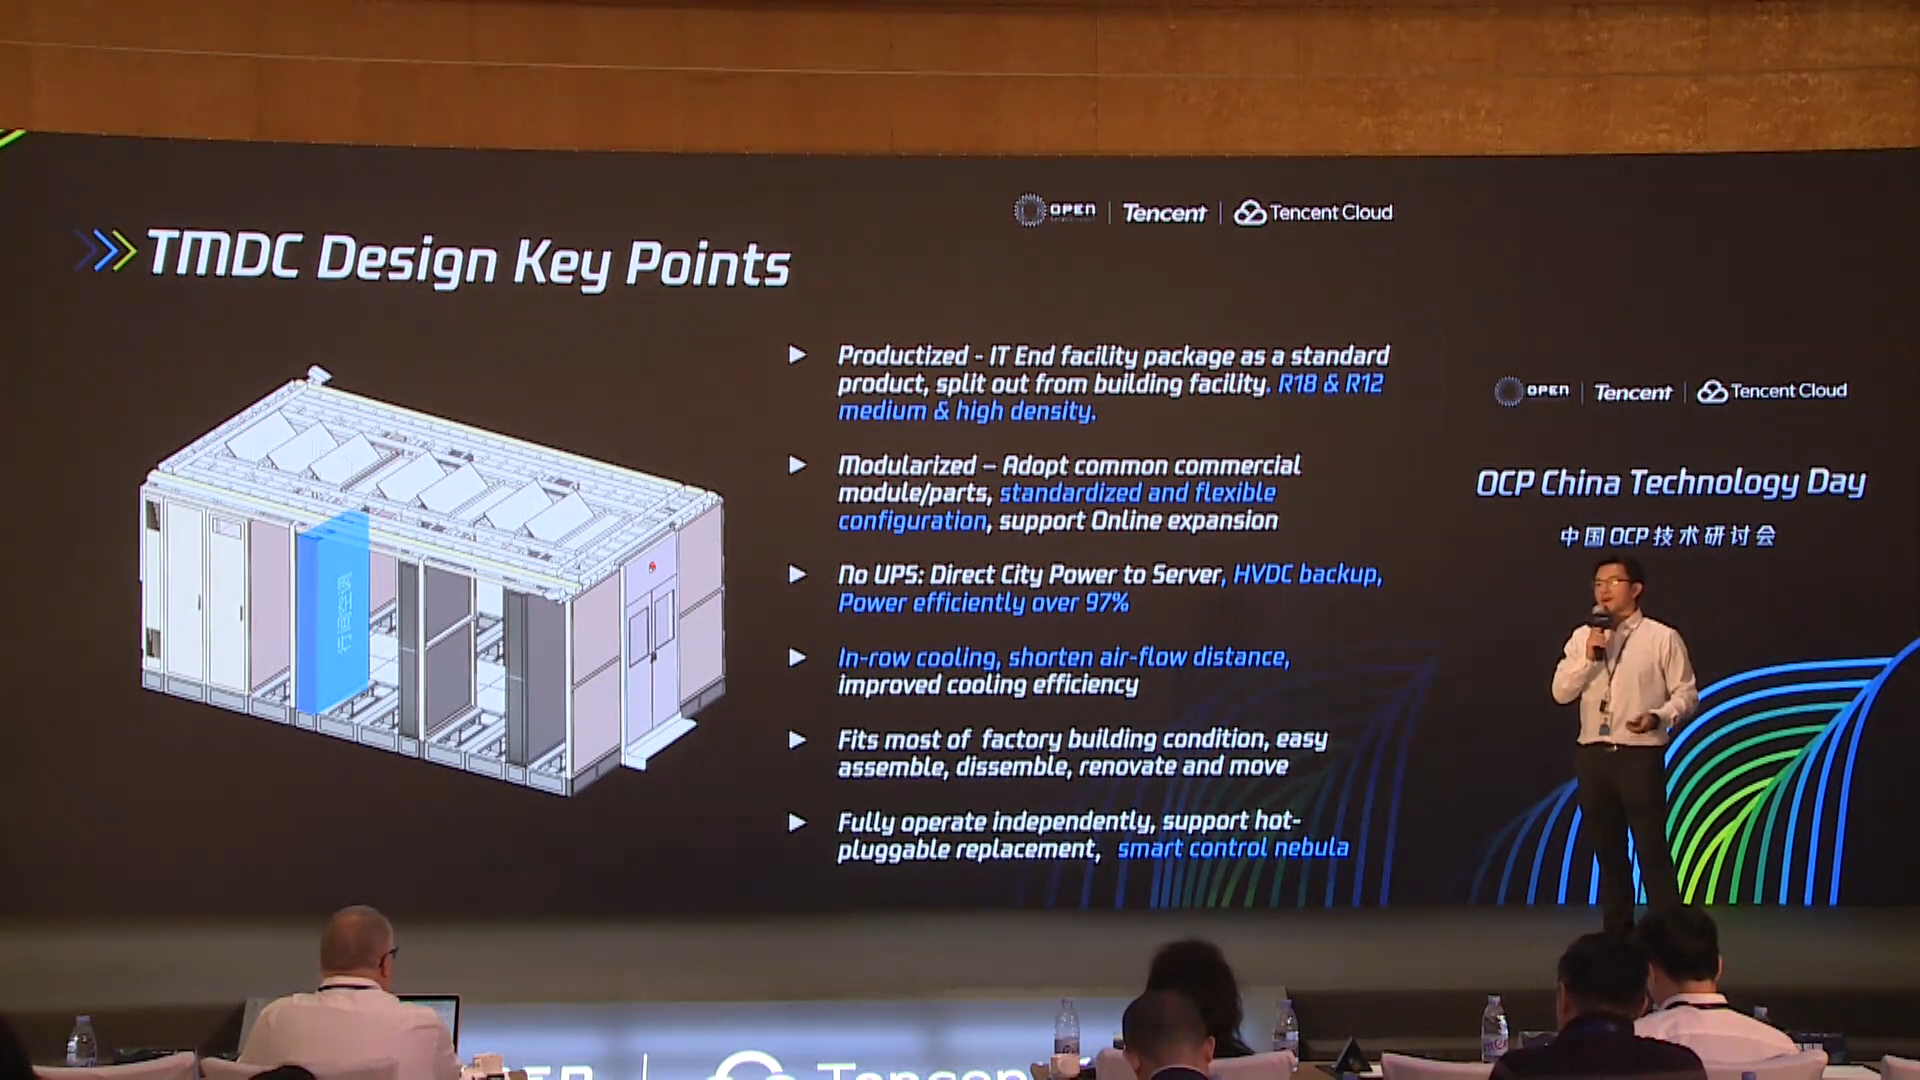 OPEN | Tencent | Tencent Cloud
TMDC Design Key Points
Productized - IT End facility package as a standard
product, split out from building facility. R18 & R12
medium & high density.
Modularized – Adopt common commercial
module/parts, standardized and flexible
configuration, support Online expansion
No UPS: Direct City Power to Server, HVDC backup,
Power efficiently over 97%
In-row cooling, shorten air-flow distance,
improved cooling efficiency
Fits most of factory building condition, easy
assemble, dissemble, renovate and move
Fully operate independently, support hot-
pluggable replacement, smart control nebula
OPEN | Tencent | Tencent Cloud
OCP China Technology Day
中国OCP技术研讨会